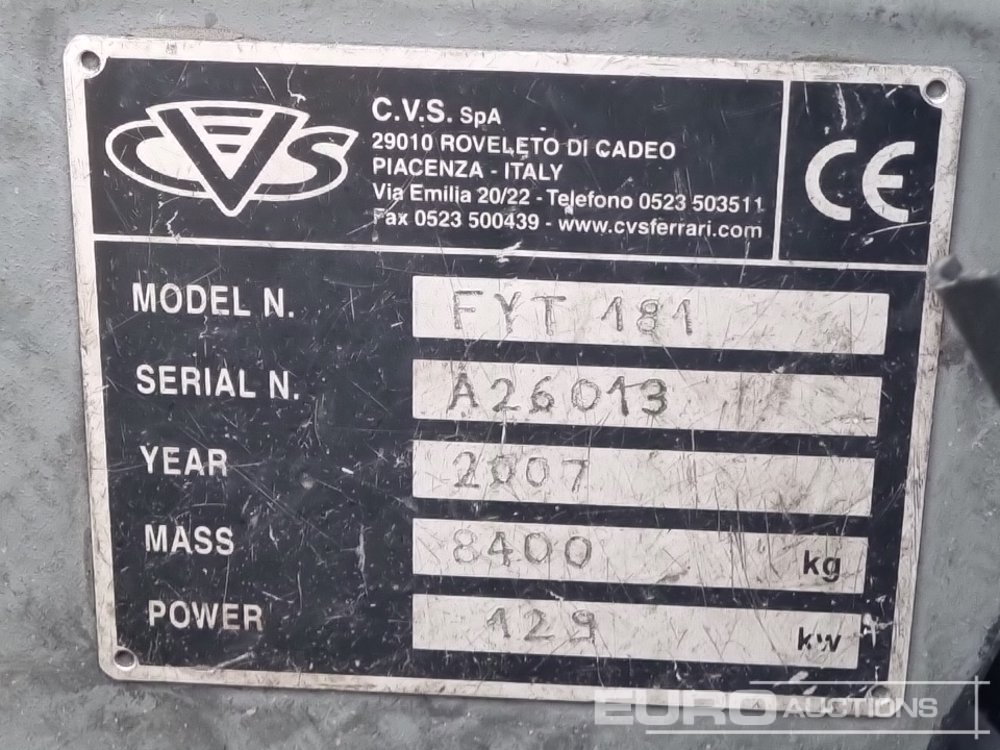 CVS
C.V.S. SpA
29010 ROVELETO DI CADEO
PIACENZA - ITALY
Via Emilia 20/22 - Telefono 0523 503511
Fax 0523 500439 - www.cvsferrari.com
CE
MODEL N. FYT 181
SERIAL N. A26013
YEAR 2007
MASS 8400 kg
POWER 129 kw
EURO AUCTIONS